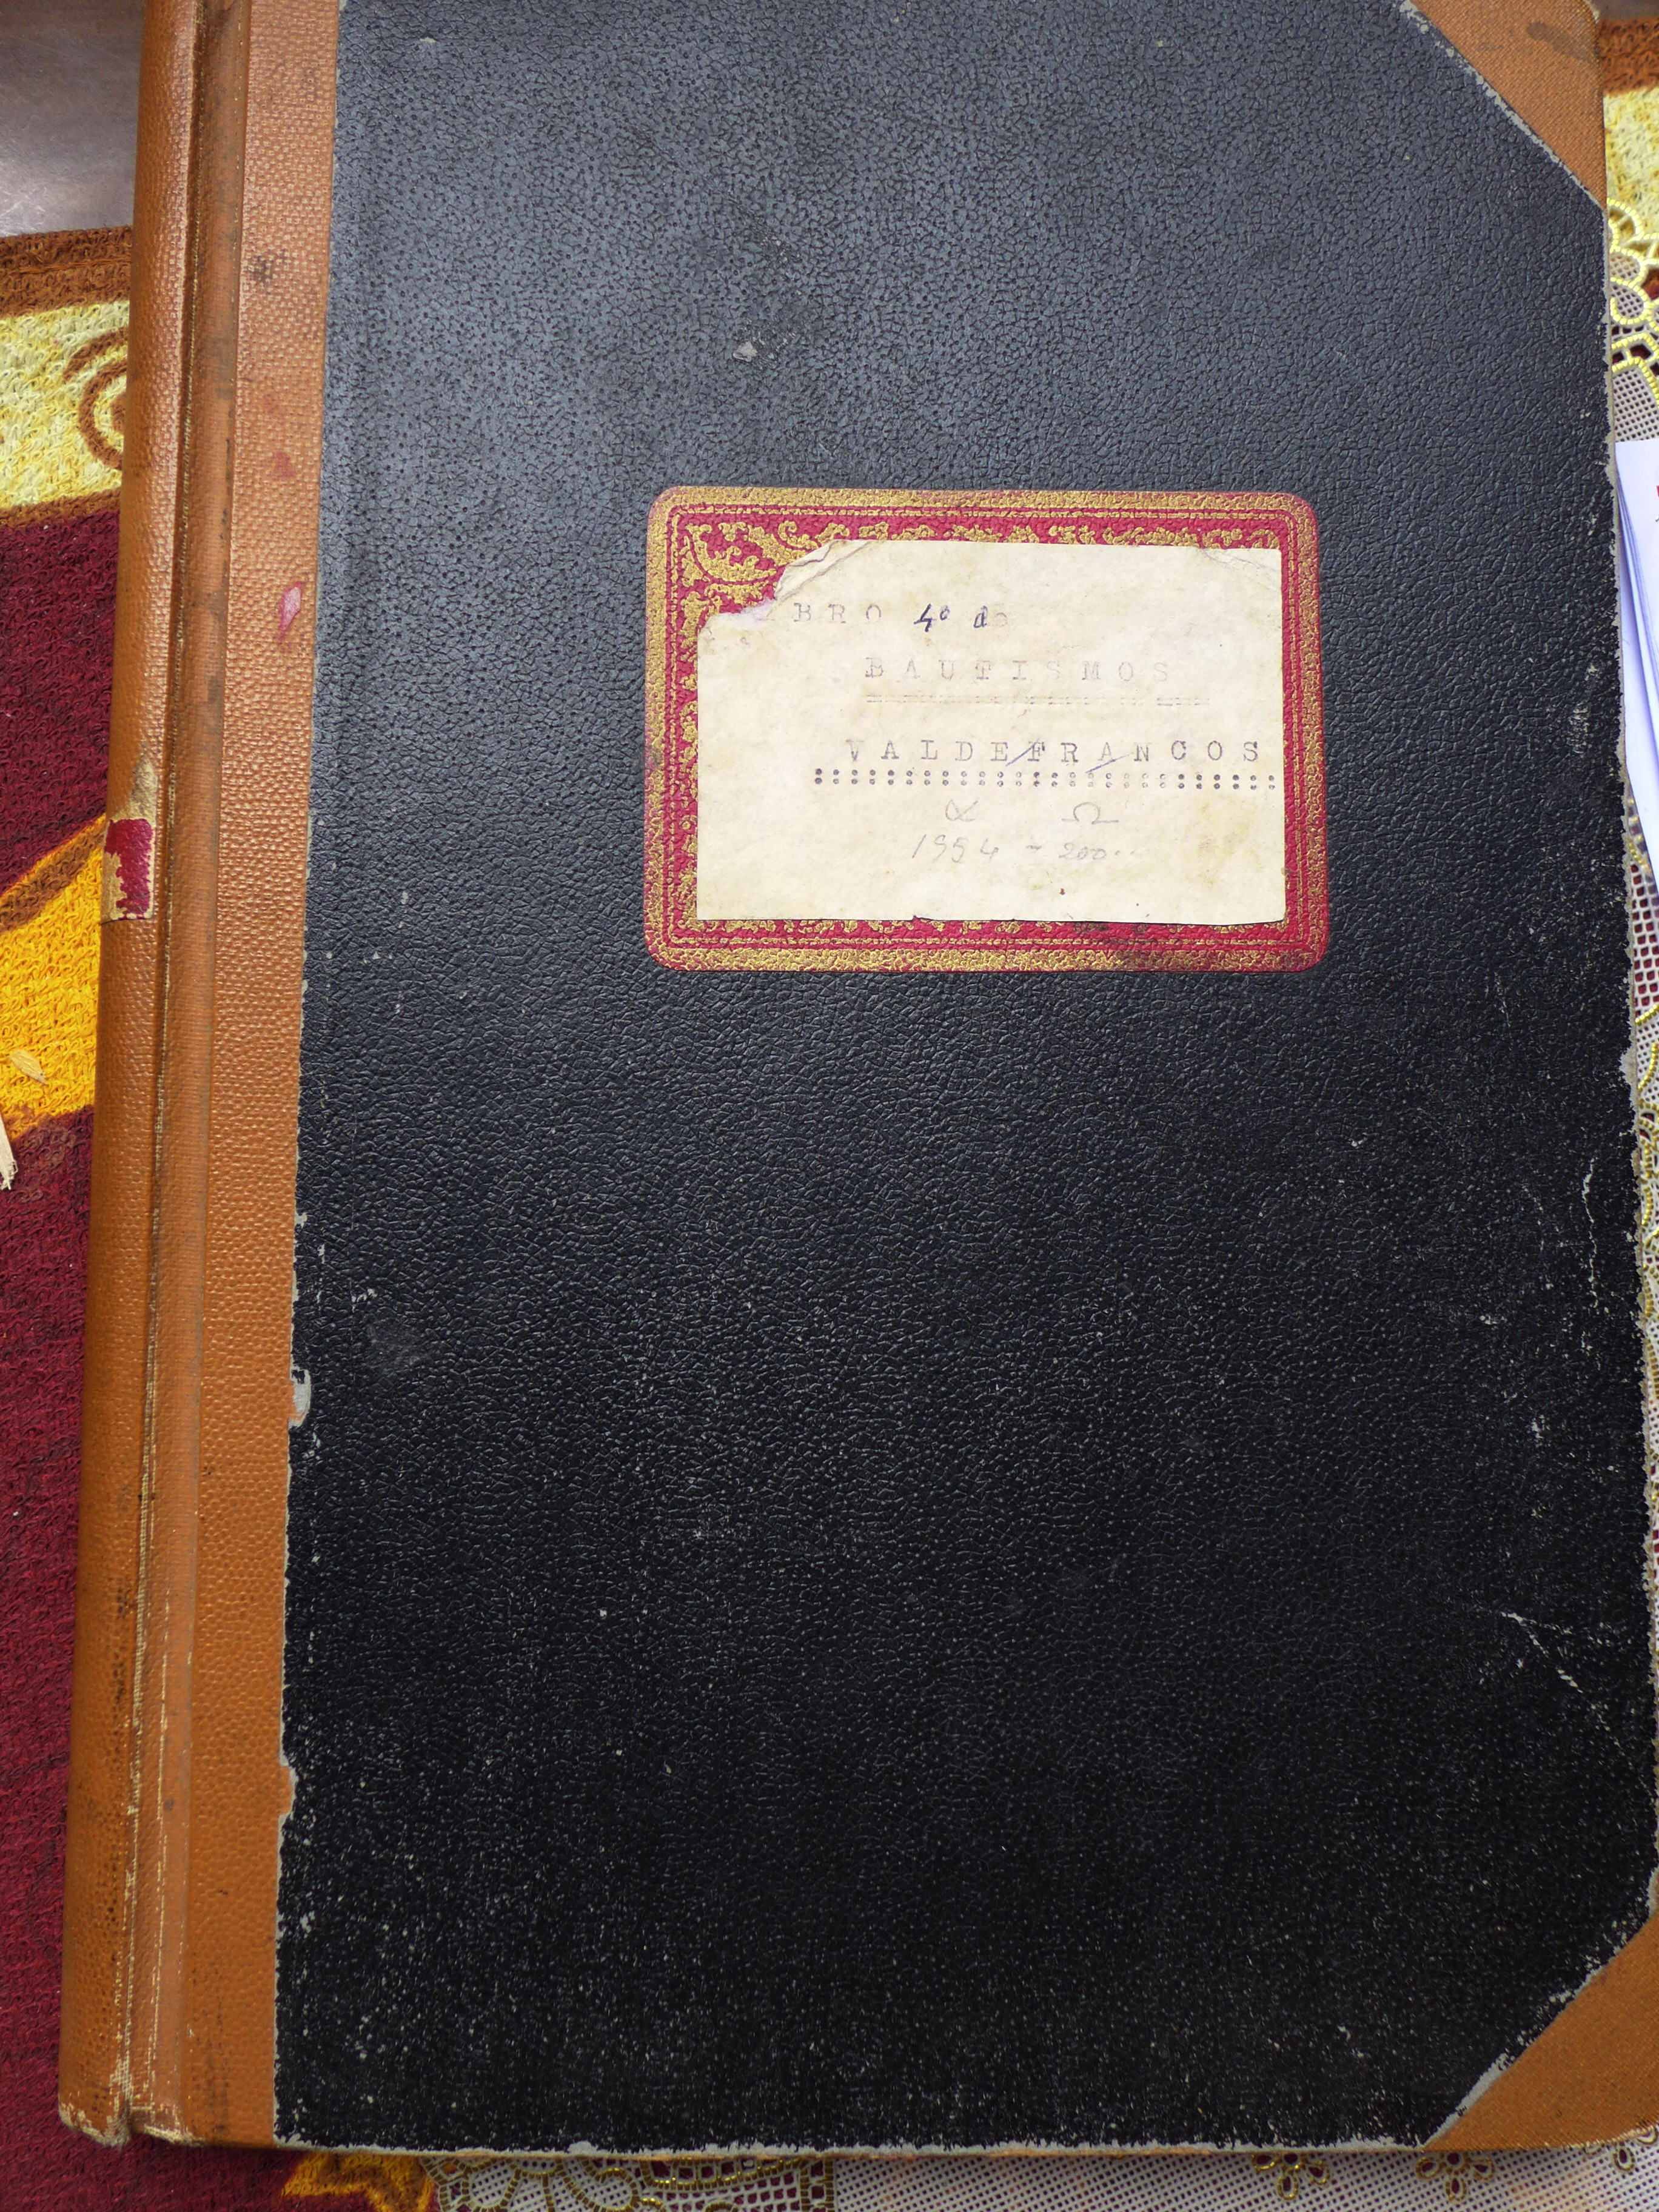 BRO 4º de
BAUTISMOS
VALDEFRANCOS
α Ω
1954 - 200..